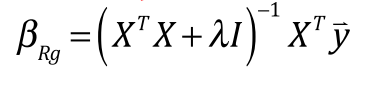 β_Rg = (X^T X + λI)^−1 X^T y⃗